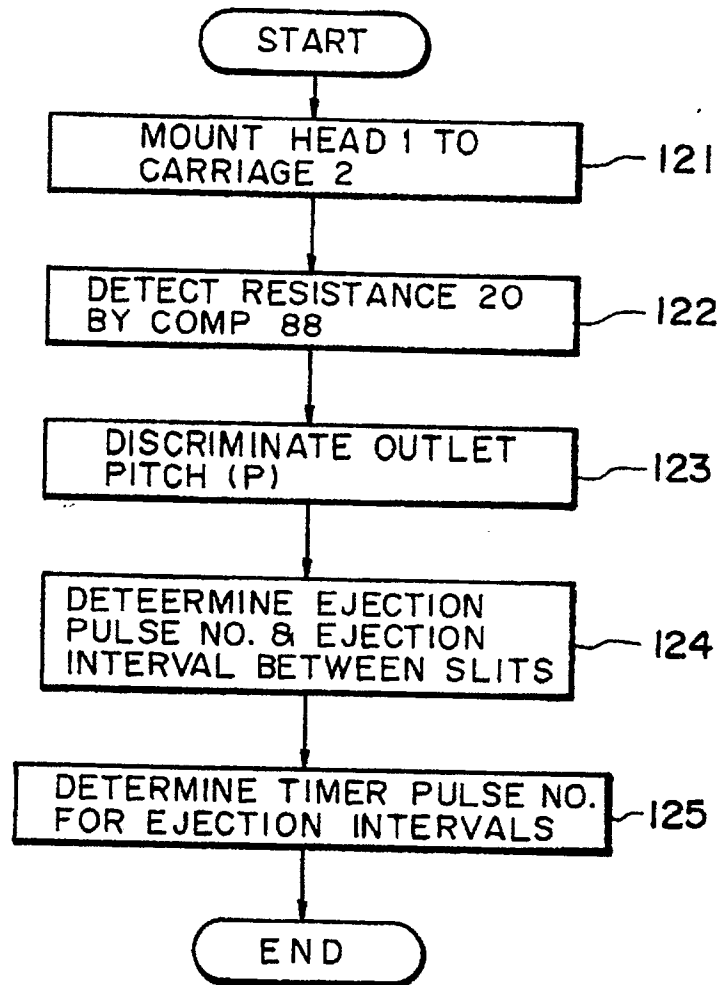 START
MOUNT HEAD 1 TO
CARRIAGE 2
121
DETECT RESISTANCE 20
BY COMP 88
122
DISCRIMINATE OUTLET
PITCH (P)
123
DETEERMINE EJECTION
PULSE NO. & EJECTION
INTERVAL BETWEEN SLITS
124
DETERMINE TIMER PULSE NO.
FOR EJECTION INTERVALS
125
END